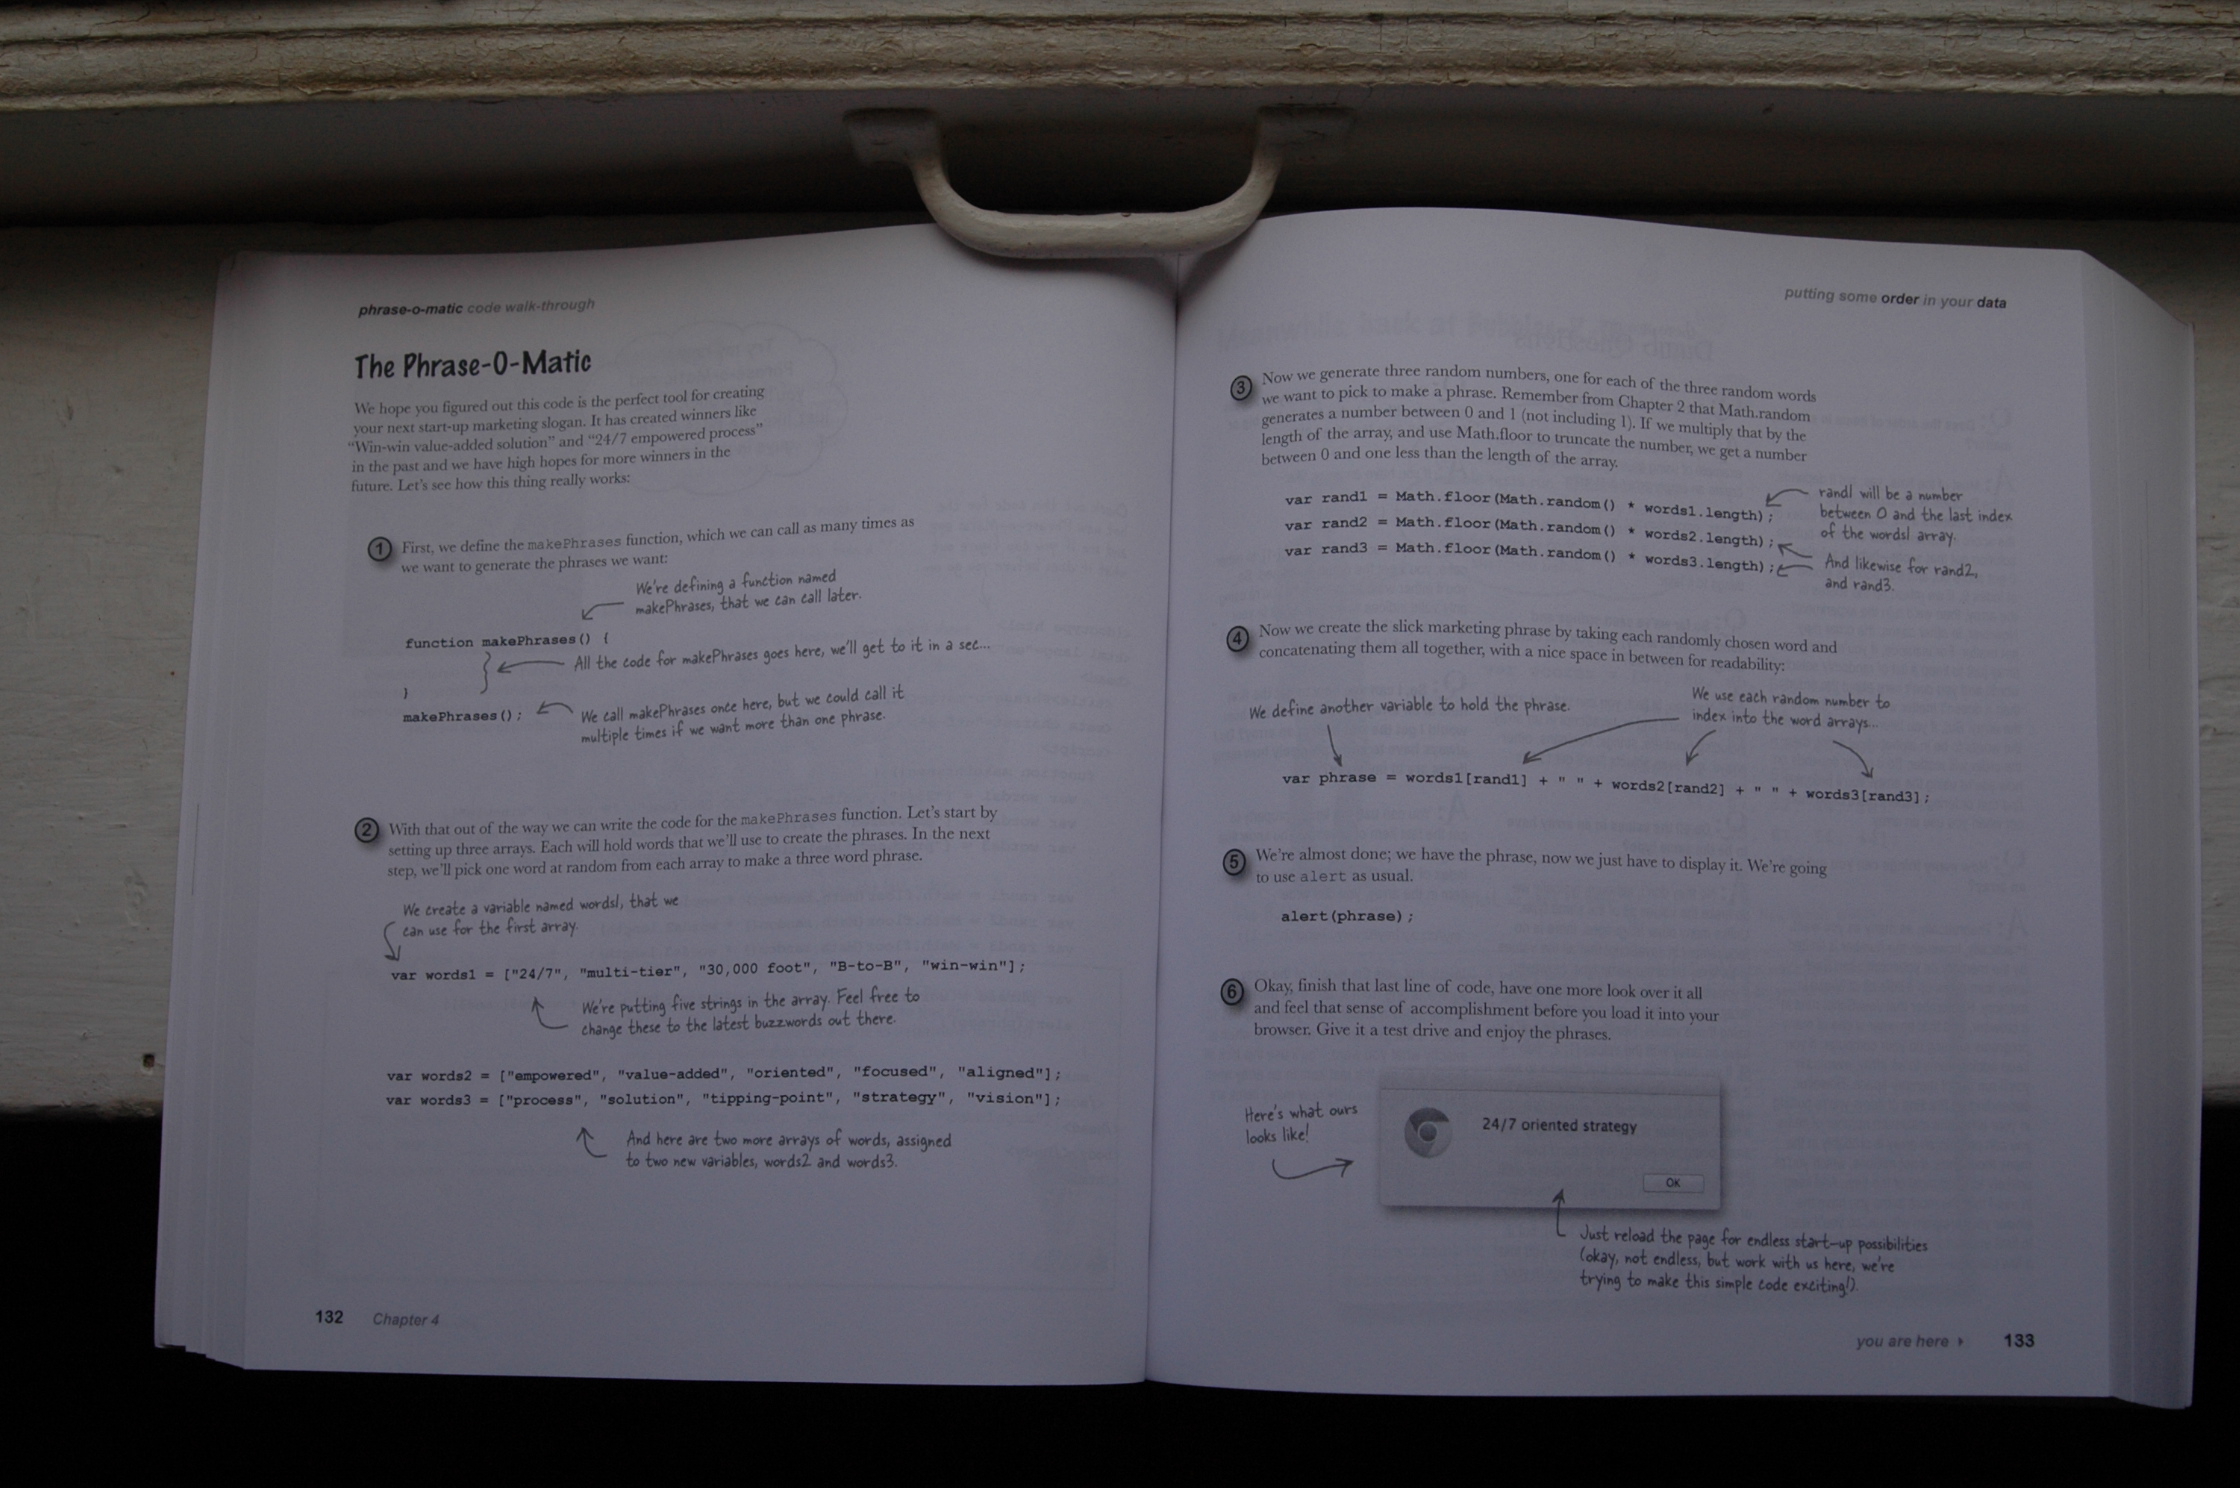 phrase-o-matic code walk-through
The Phrase-O-Matic
We hope you figured out this code is the perfect tool for creating
your next start-up marketing slogan. It has created winners like
“Win-win value-added solution” and “24/7 empowered process”
in the past and we have high hopes for more winners in the
future. Let’s see how this thing really works:
1 First, we define the makePhrases function, which we can call as many times as
we want to generate the phrases we want:
We're defining a function named
makePhrases, that we can call later.
function makePhrases() {
All the code for makePhrases goes here, we'll get to it in a sec...
}
makePhrases();
We call makePhrases once here, but we could call it
multiple times if we want more than one phrase.
2 With that out of the way we can write the code for the makePhrases function. Let’s start by
setting up three arrays. Each will hold words that we’ll use to create the phrases. In the next
step, we’ll pick one word at random from each array to make a three word phrase.
We create a variable named words1, that we
can use for the first array.
var words1 = ["24/7", "multi-tier", "30,000 foot", "B-to-B", "win-win"];
We're putting five strings in the array. Feel free to
change these to the latest buzzwords out there.
var words2 = ["empowered", "value-added", "oriented", "focused", "aligned"];
var words3 = ["process", "solution", "tipping-point", "strategy", "vision"];
And here are two more arrays of words, assigned
to two new variables, words2 and words3.
132 Chapter 4
putting some order in your data
3 Now we generate three random numbers, one for each of the three random words
we want to pick to make a phrase. Remember from Chapter 2 that Math.random
generates a number between 0 and 1 (not including 1). If we multiply that by the
length of the array, and use Math.floor to truncate the number, we get a number
between 0 and one less than the length of the array.
var rand1 = Math.floor(Math.random() * words1.length);
var rand2 = Math.floor(Math.random() * words2.length);
var rand3 = Math.floor(Math.random() * words3.length);
rand1 will be a number
between 0 and the last index
of the words1 array.
And likewise for rand2,
and rand3.
4 Now we create the slick marketing phrase by taking each randomly chosen word and
concatenating them all together, with a nice space in between for readability:
We define another variable to hold the phrase.
We use each random number to
index into the word arrays...
var phrase = words1[rand1] + " " + words2[rand2] + " " + words3[rand3];
5 We’re almost done; we have the phrase, now we just have to display it. We’re going
to use alert as usual.
alert(phrase);
6 Okay, finish that last line of code, have one more look over it all
and feel that sense of accomplishment before you load it into your
browser. Give it a test drive and enjoy the phrases.
Here's what ours
looks like!
24/7 oriented strategy
OK
Just reload the page for endless start-up possibilities
(okay, not endless, but work with us here, we're
trying to make this simple code exciting!).
you are here 133